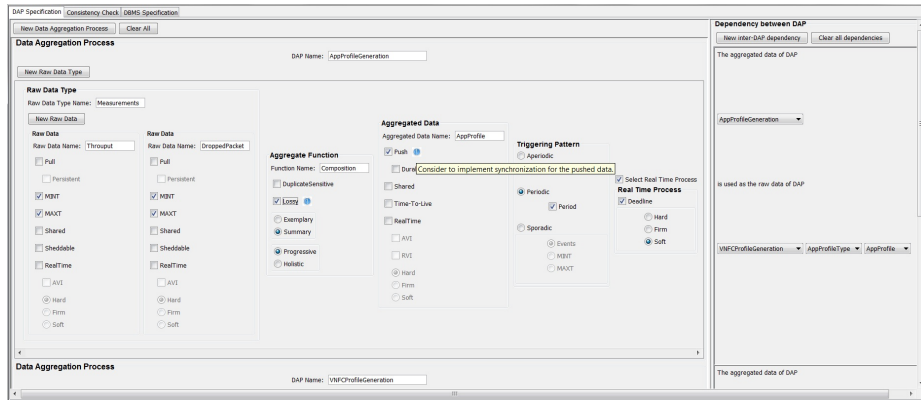 DAP Specification Consistency Check DBMS Specification
New Data Aggregation Process Clear All
Data Aggregation Process
DAP Name: AppProfileGeneration
New Raw Data Type
Raw Data Type
Raw Data Type Name: Measurements
New Raw Data
Raw Data
Raw Data Name: Throuput
Pull
Persistent
MINT
MAXT
Shared
Sheddable
RealTime
AVI
Hard
Firm
Soft
Raw Data
Raw Data Name: DroppedPacket
Pull
Persistent
MINT
MAXT
Shared
Sheddable
RealTime
AVI
Hard
Firm
Soft
Aggregate Function
Function Name: Composition
DuplicateSensitive
Lossy
Exemplary
Summary
Progressive
Holistic
Aggregated Data
Aggregated Data Name: AppProfile
Push
Consider to implement synchronization for the pushed data.
Shared
Time-To-Live
RealTime
AVI
RVI
Hard
Firm
Soft
Triggering Pattern
Aperiodic
Periodic
Period
Sporadic
Events
MINT
MAXT
Select Real Time Process
Real Time Process
Deadline
Hard
Firm
Soft
Data Aggregation Process
DAP Name: VNFCProfileGeneration
Dependency between DAP
New inter-DAP dependency Clear all dependencies
The aggregated data of DAP
AppProfileGeneration
is used as the raw data of DAP
VNFCProfileGeneration AppProfileType AppProfile
The aggregated data of DAP